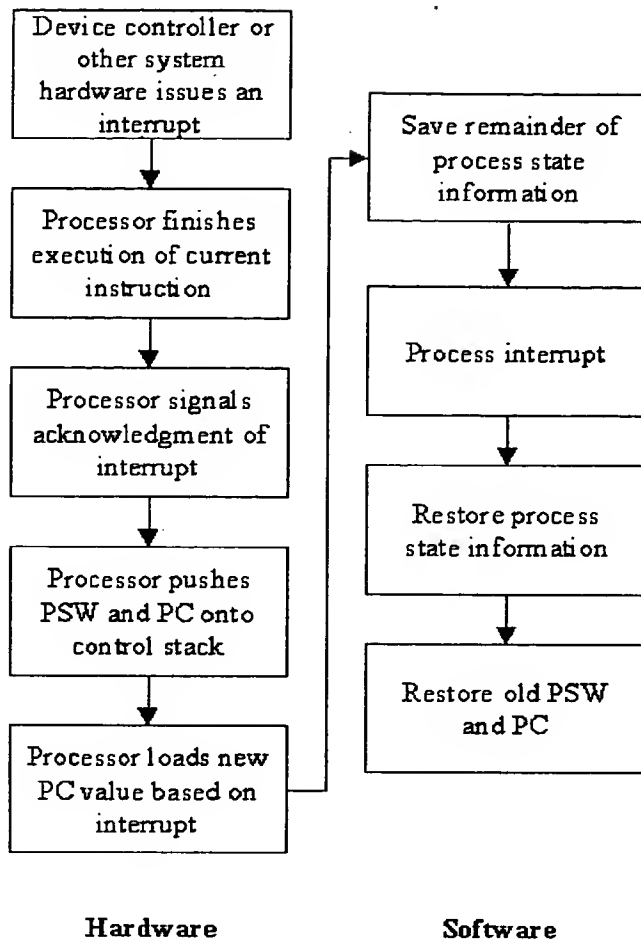 Device controller or
other system
hardware issues an
interrupt
Processor finishes
execution of current
instruction
Processor signals
acknowledgment of
interrupt
Processor pushes
PSW and PC onto
control stack
Processor loads new
PC value based on
interrupt
Save remainder of
process state
information
Process interrupt
Restore process
state information
Restore old PSW
and PC
Hardware
Software